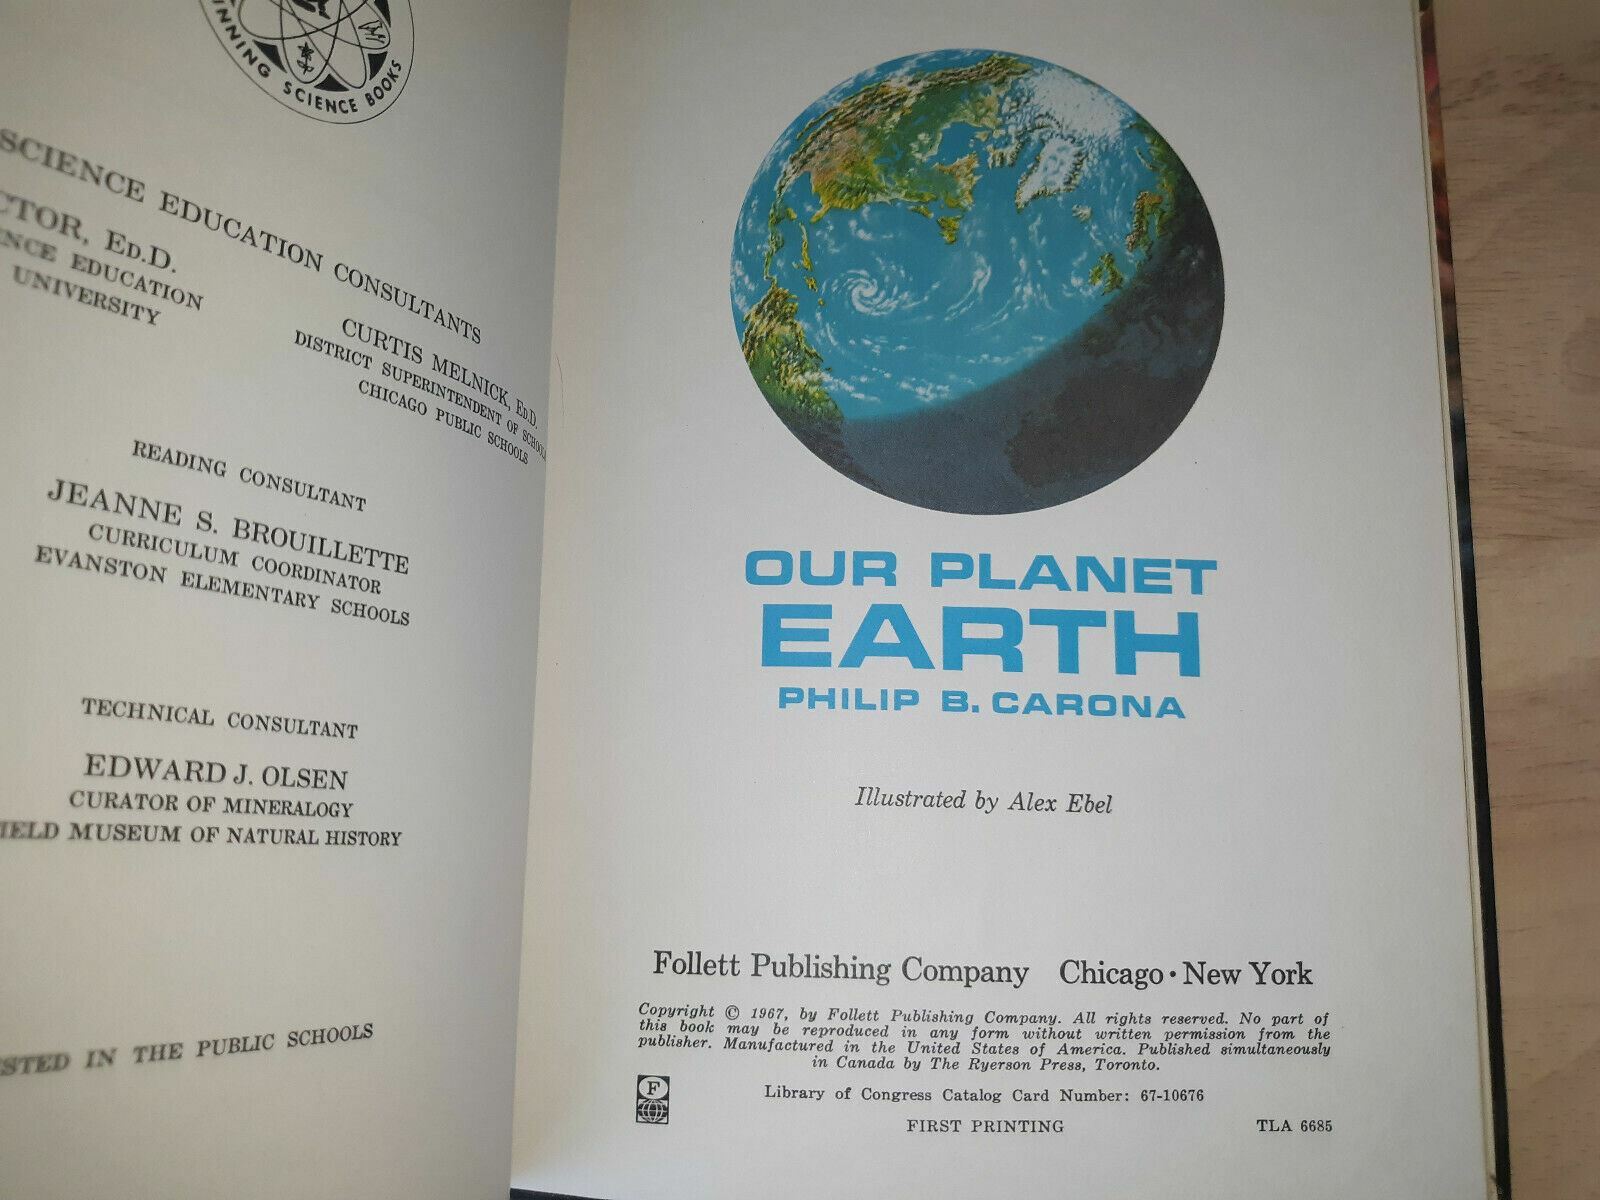 SCIENCE BOOKS
SCIENCE EDUCATION CONSULTANTS
ED.D.
EDUCATION
UNIVERSITY
CURTIS MELNICK, ED.D.
DISTRICT SUPERINTENDENT OF
CHICAGO PUBLIC SCHOOLS
READING CONSULTANT
JEANNE S. BROUILLETTE
CURRICULUM COORDINATOR
EVANSTON ELEMENTARY SCHOOLS
TECHNICAL CONSULTANT
EDWARD J. OLSEN
CURATOR OF MINERALOGY
MUSEUM OF NATURAL HISTORY
IN THE PUBLIC SCHOOLS
OUR PLANET
EARTH
PHILIP B. CARONA
Illustrated by Alex Ebel
Follett Publishing Company Chicago • New York
Copyright © 1967, by Follett Publishing Company. All rights reserved. No part of
this book may be reproduced in any form without written permission from the
publisher. Manufactured in the United States of America. Published simultaneously
in Canada by The Ryerson Press, Toronto.
F
Library of Congress Catalog Card Number: 67-10676
FIRST PRINTING TLA 6685